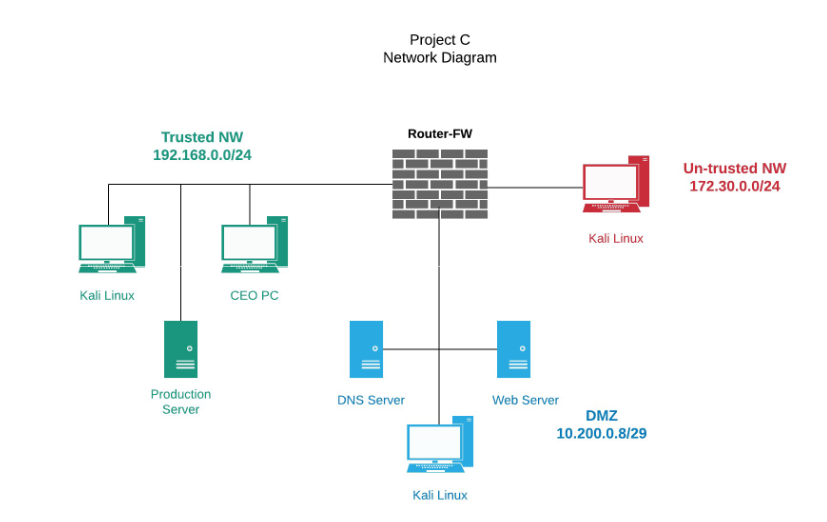 Project C
Network Diagram
Router-FW
Trusted NW
192.168.0.0/24
Un-trusted NW
172.30.0.0/24
Kali Linux
Kali Linux
CEO PC
Production
Server
DNS Server
Web Server
DMZ
10.200.0.8/29
Kali Linux